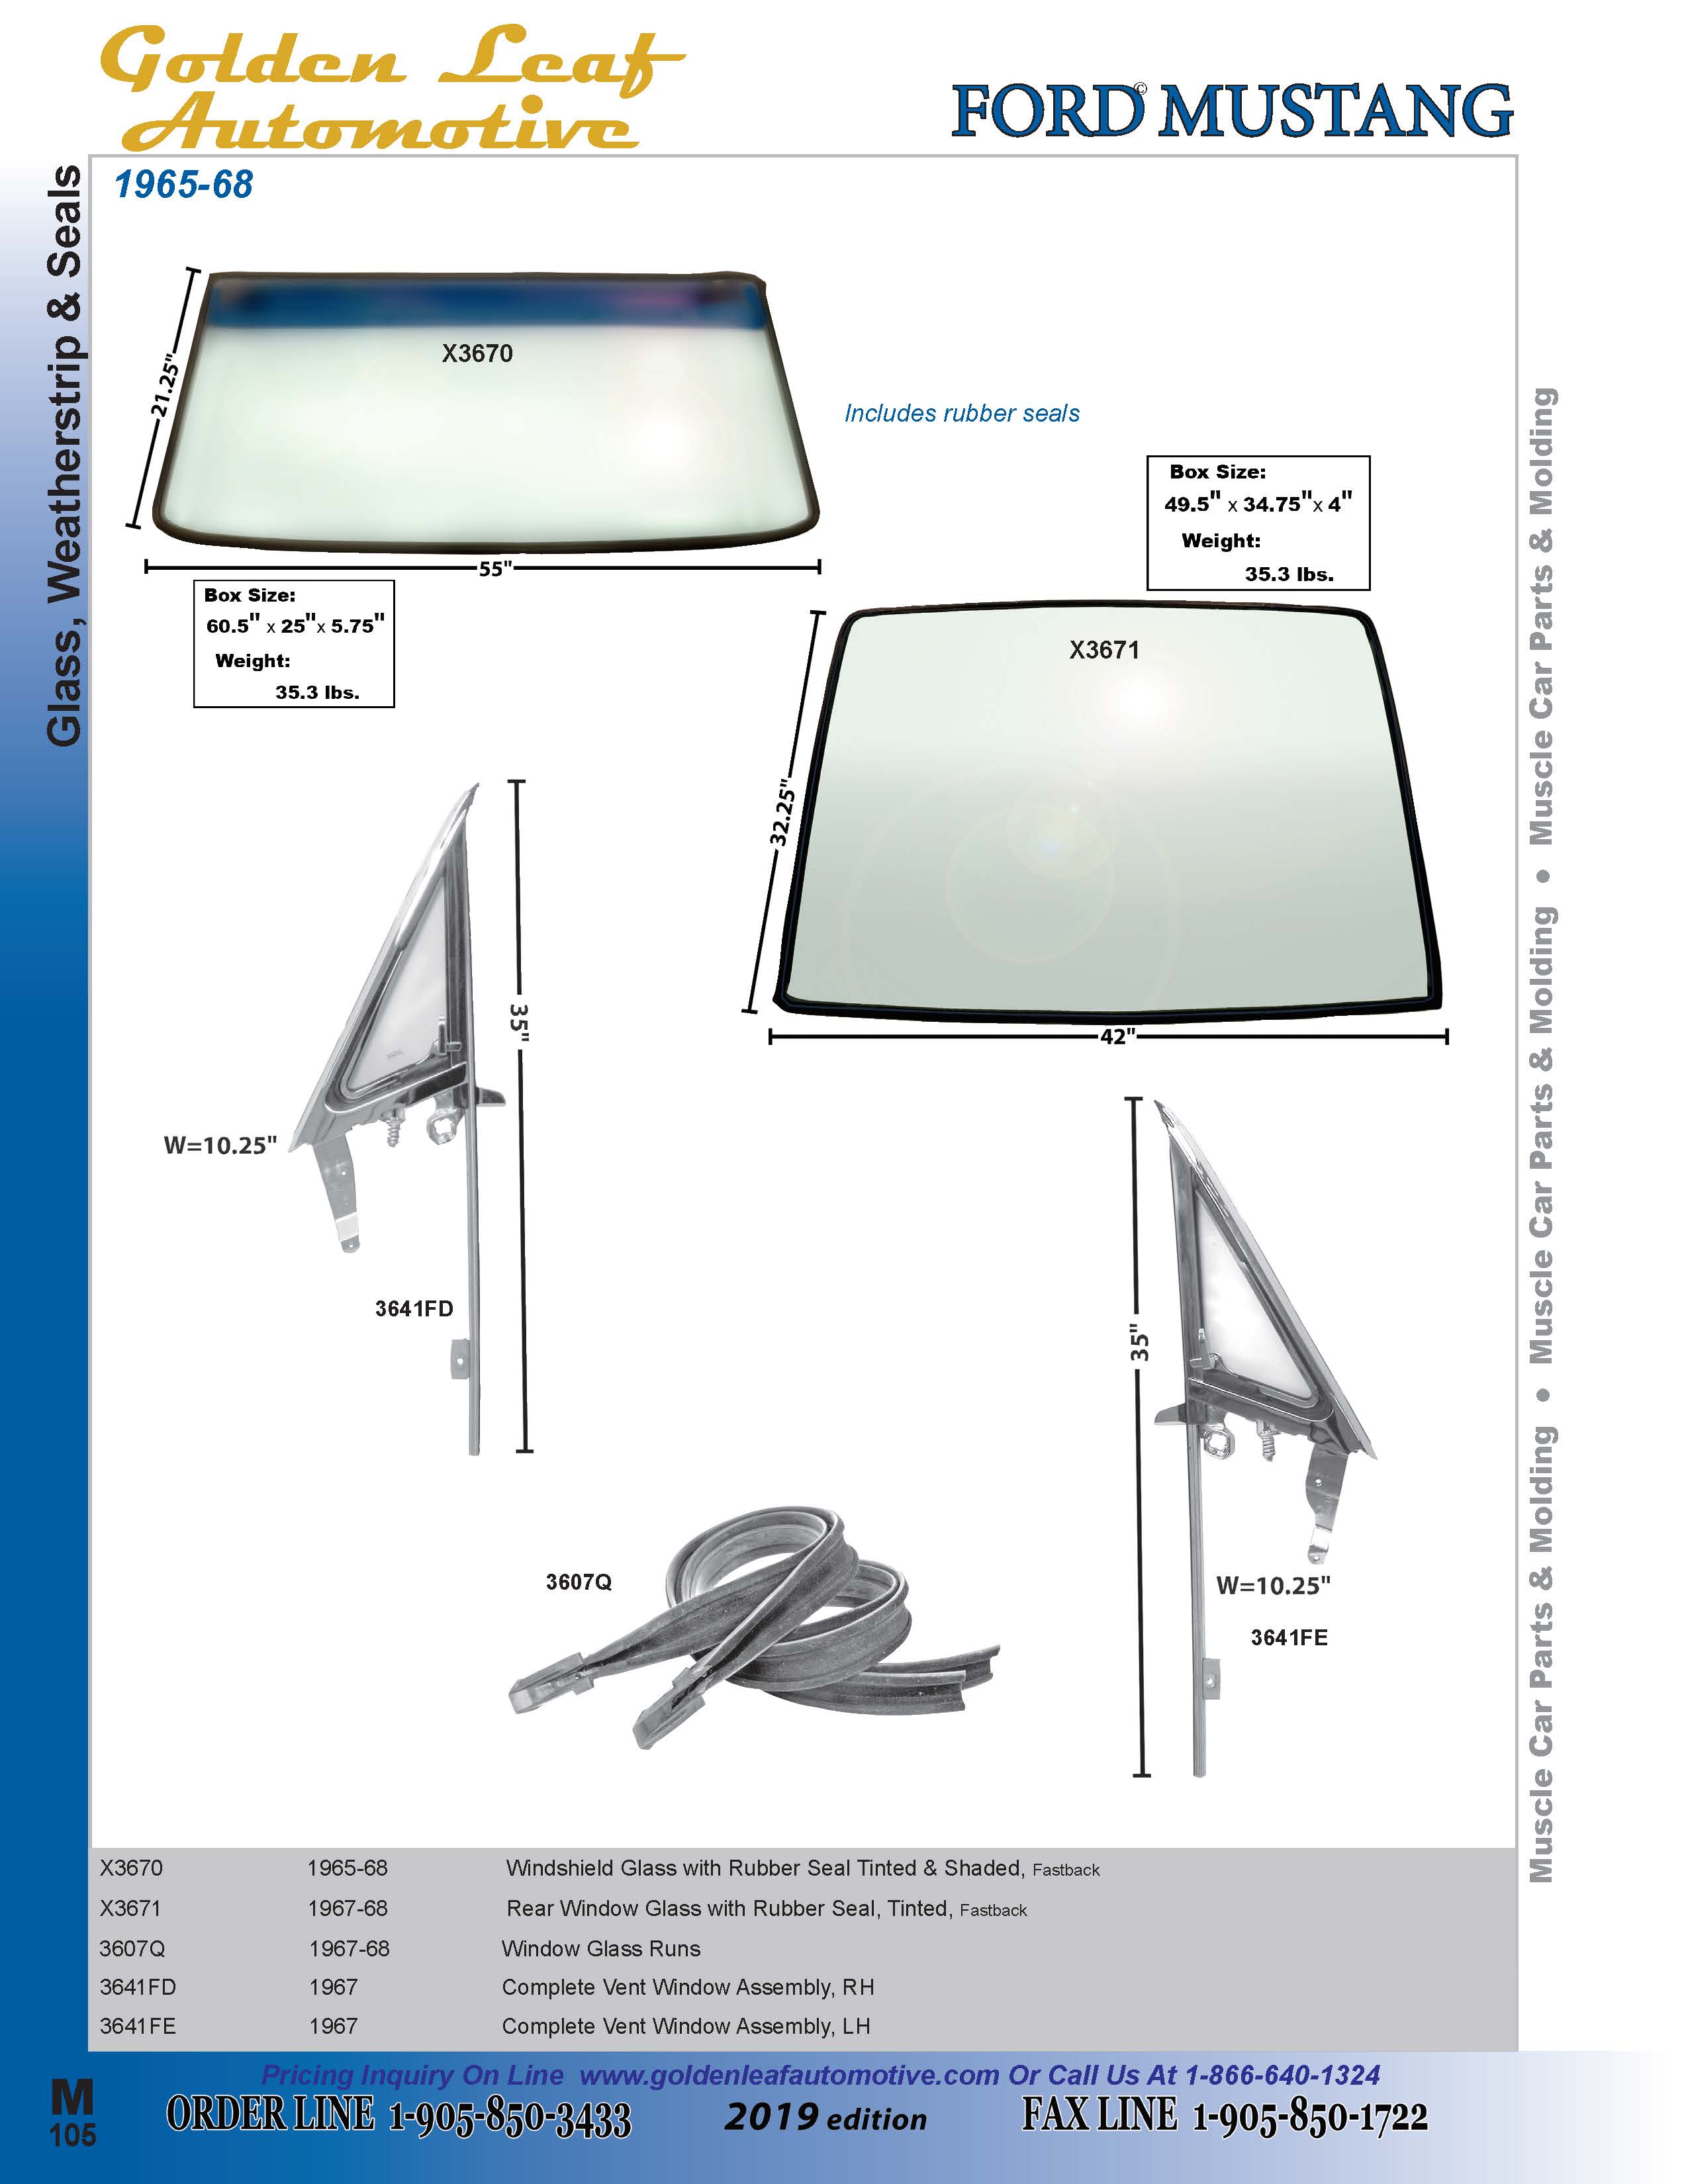 Golden Leaf
Automotive
FORD© MUSTANG
Glass, Weatherstrip & Seals
1965-68
21.25"
X3670
55"
Includes rubber seals
Box Size:
60.5" x 25"x 5.75"
Weight:
35.3 lbs.
Box Size:
49.5" x 34.75"x 4"
Weight:
35.3 lbs.
X3671
32.25"
42"
35"
W=10.25"
3641FD
35"
W=10.25"
3641FE
3607Q
Muscle Car Parts & Molding • Muscle Car Parts & Molding • Muscle Car Parts & Molding
X3670 1965-68 Windshield Glass with Rubber Seal Tinted & Shaded, Fastback
X3671 1967-68 Rear Window Glass with Rubber Seal, Tinted, Fastback
3607Q 1967-68 Window Glass Runs
3641FD 1967 Complete Vent Window Assembly, RH
3641FE 1967 Complete Vent Window Assembly, LH
Pricing Inquiry On Line www.goldenleafautomotive.com Or Call Us At 1-866-640-1324
M
105
ORDER LINE 1-905-850-3433 2019 edition FAX LINE 1-905-850-1722